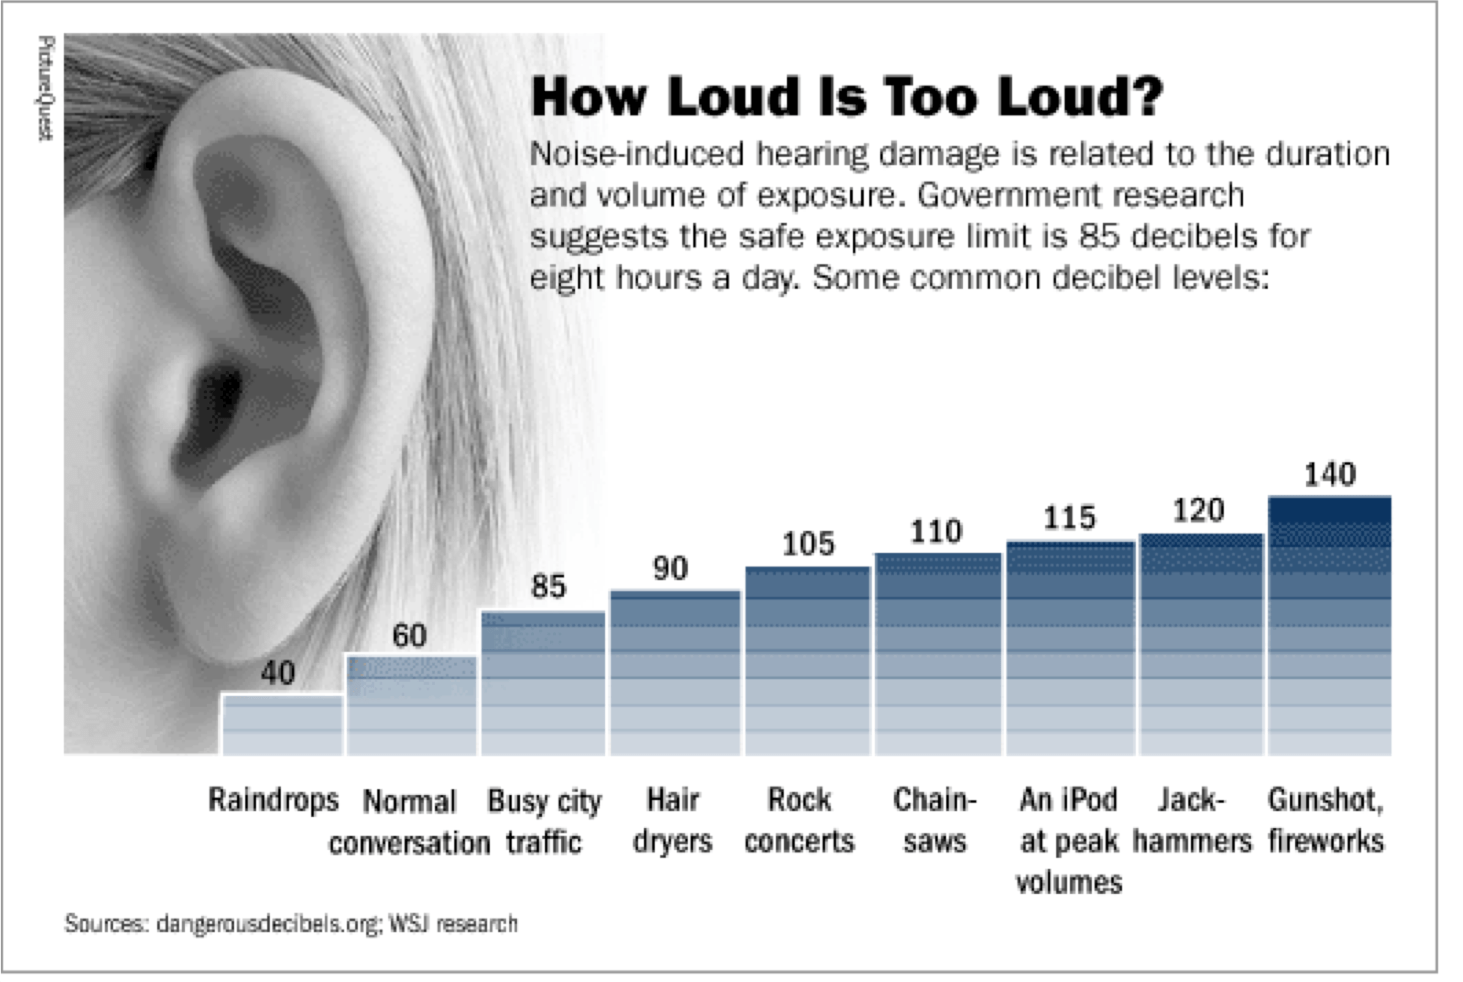 PictureQuest
How Loud Is Too Loud?
Noise-induced hearing damage is related to the duration
and volume of exposure. Government research
suggests the safe exposure limit is 85 decibels for
eight hours a day. Some common decibel levels:
40
60
85
90
105
110
115
120
140
Raindrops
Normal
conversation
Busy city
traffic
Hair
dryers
Rock
concerts
Chain-
saws
An iPod
at peak
volumes
Jack-
hammers
Gunshot,
fireworks
Sources: dangerousdecibels.org; WSJ research